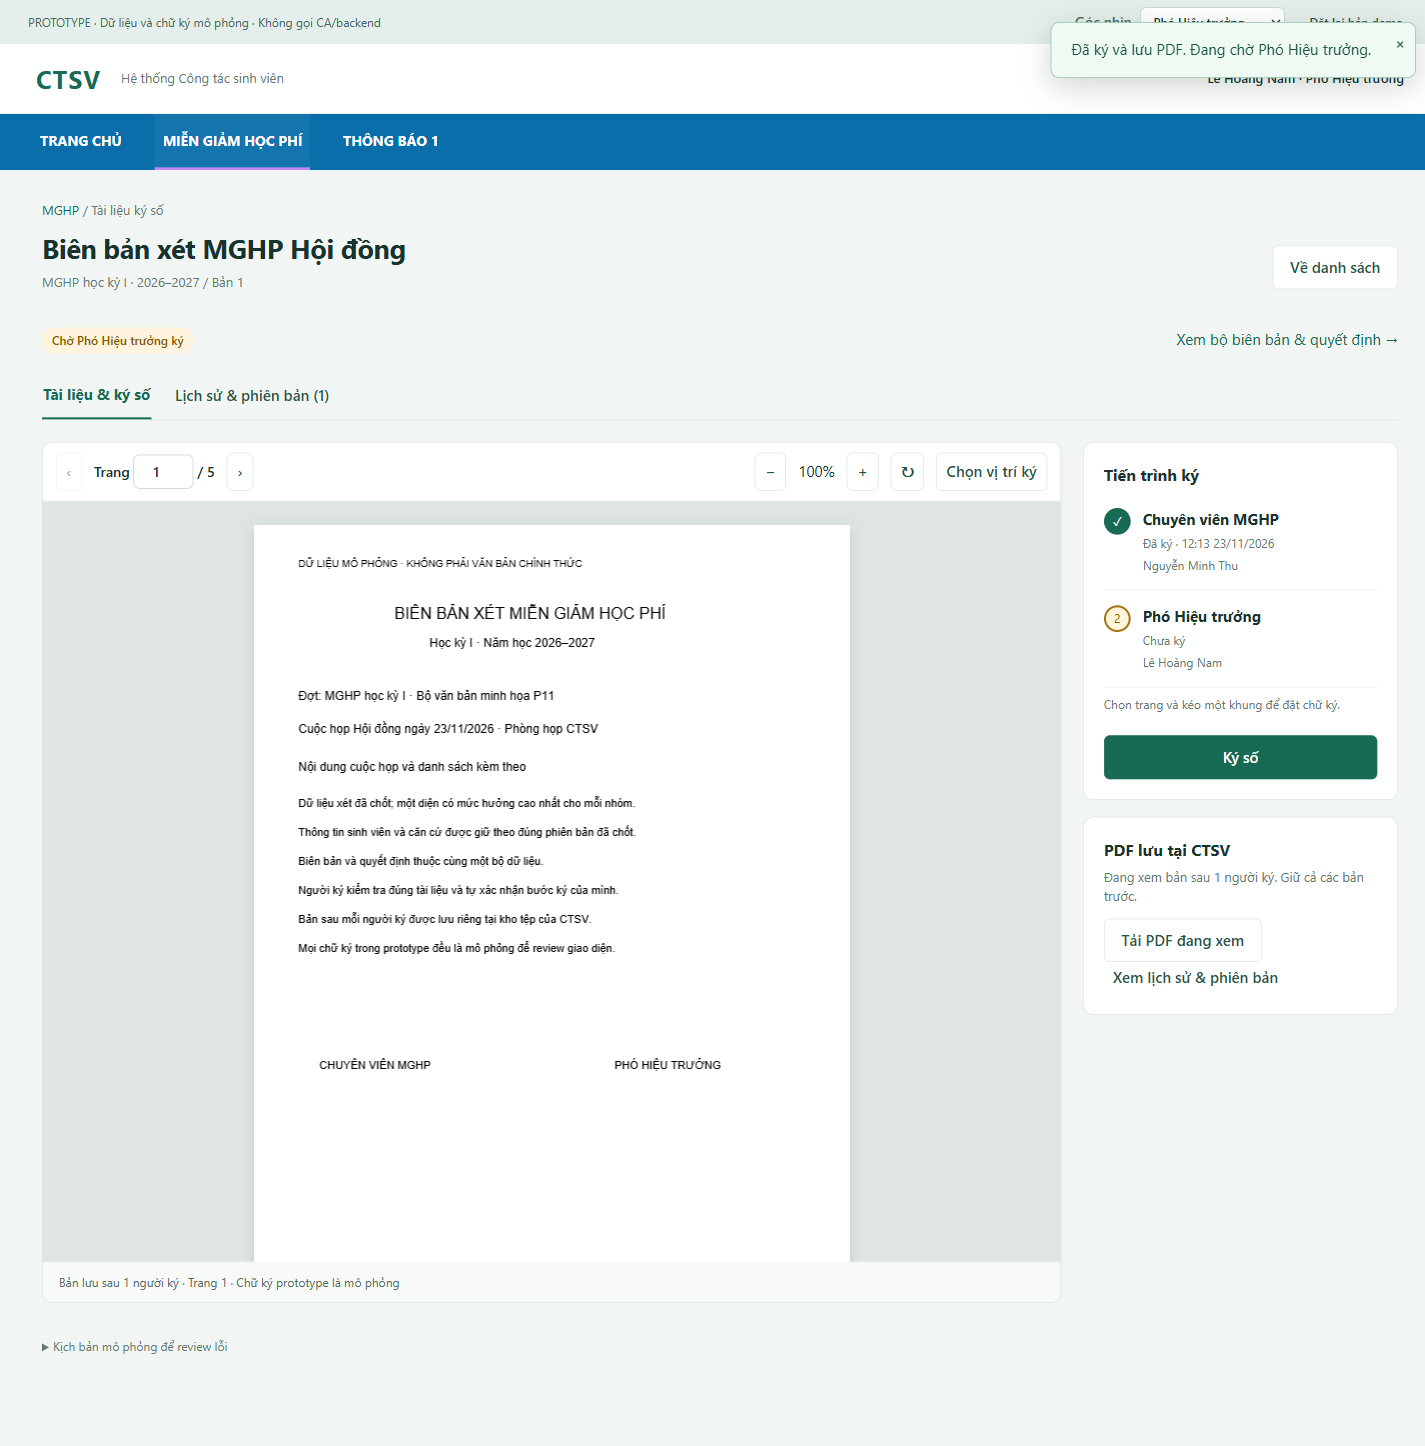 PROTOTYPE · Dữ liệu và chữ ký mô phỏng · Không gọi CA/backend
Góc nhìn
Phó Hiệu trưởng
Đặt lại bản demo
Đã ký và lưu PDF. Đang chờ Phó Hiệu trưởng.
×
CTSV
Hệ thống Công tác sinh viên
Lê Hoàng Nam · Phó Hiệu trưởng
TRANG CHỦ
MIỄN GIẢM HỌC PHÍ
THÔNG BÁO 1
MGHP / Tài liệu ký số
Biên bản xét MGHP Hội đồng
MGHP học kỳ I · 2026–2027 / Bản 1
Về danh sách
Chờ Phó Hiệu trưởng ký
Xem bộ biên bản & quyết định →
Tài liệu & ký số
Lịch sử & phiên bản (1)
‹ Trang 1 / 5 ›
− 100% + ↻ Chọn vị trí ký
DỮ LIỆU MÔ PHỎNG · KHÔNG PHẢI VĂN BẢN CHÍNH THỨC
BIÊN BẢN XÉT MIỄN GIẢM HỌC PHÍ
Học kỳ I · Năm học 2026–2027
Đợt: MGHP học kỳ I · Bộ văn bản minh họa P11
Cuộc họp Hội đồng ngày 23/11/2026 · Phòng họp CTSV
Nội dung cuộc họp và danh sách kèm theo
Dữ liệu xét đã chốt; một diện có mức hưởng cao nhất cho mỗi nhóm.
Thông tin sinh viên và căn cứ được giữ theo đúng phiên bản đã chốt.
Biên bản và quyết định thuộc cùng một bộ dữ liệu.
Người ký kiểm tra đúng tài liệu và tự xác nhận bước ký của mình.
Bản sau mỗi người ký được lưu riêng tại kho tệp của CTSV.
Mọi chữ ký trong prototype đều là mô phỏng để review giao diện.
CHUYÊN VIÊN MGHP
PHÓ HIỆU TRƯỞNG
Bản lưu sau 1 người ký · Trang 1 · Chữ ký prototype là mô phỏng
Tiến trình ký
✓ Chuyên viên MGHP
Đã ký · 12:13 23/11/2026
Nguyễn Minh Thu
2 Phó Hiệu trưởng
Chưa ký
Lê Hoàng Nam
Chọn trang và kéo một khung để đặt chữ ký.
Ký số
PDF lưu tại CTSV
Đang xem bản sau 1 người ký. Giữ cả các bản
trước.
Tải PDF đang xem
Xem lịch sử & phiên bản
▶ Kịch bản mô phỏng để review lỗi